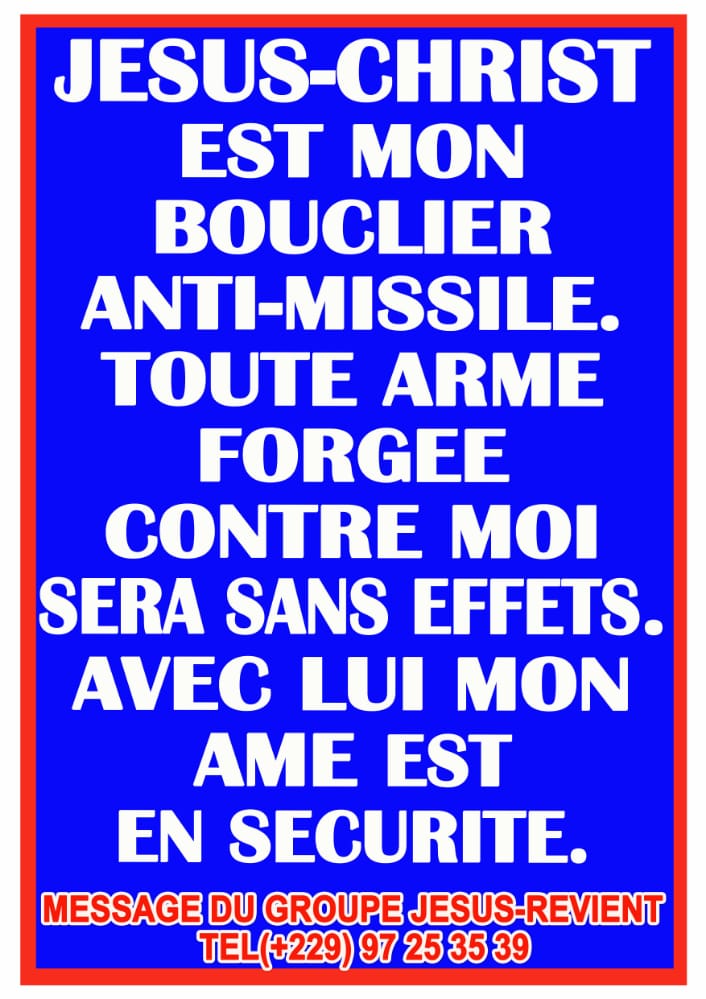 JESUS-CHRIST
EST MON
BOUCLIER
ANTI-MISSILE.
TOUTE ARME
FORGEE
CONTRE MOI
SERA SANS EFFETS.
AVEC LUI MON
AME EST
EN SECURITE.
MESSAGE DU GROUPE JESUS-REVIENT
TEL(+229) 97 25 35 39